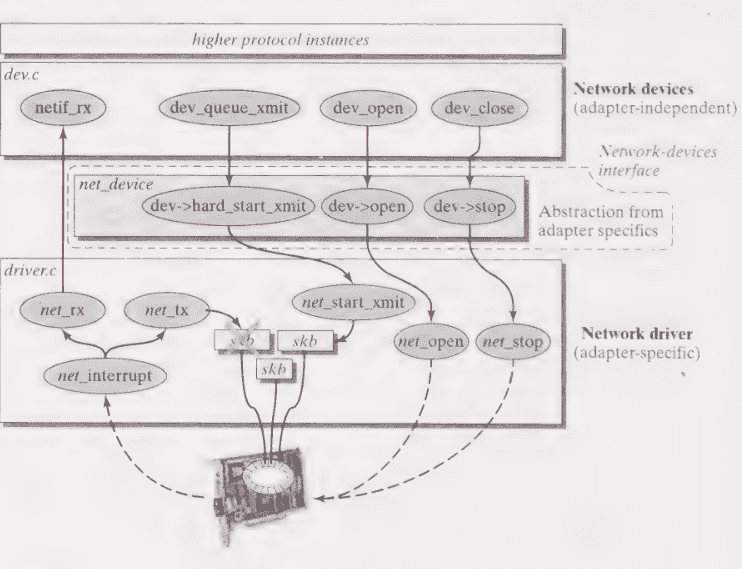 higher protocol instances
dev.c
netif_rx
dev_queue_xmit
dev_open
dev_close
Network devices
(adapter-independent)
Network-devices
interface
net_device
dev->hard_start_xmit
dev->open
dev->stop
Abstraction from
adapter specifics
driver.c
net_rx
net_tx
net_start_xmit
skb
skb
skb
net_open
net_stop
net_interrupt
Network driver
(adapter-specific)